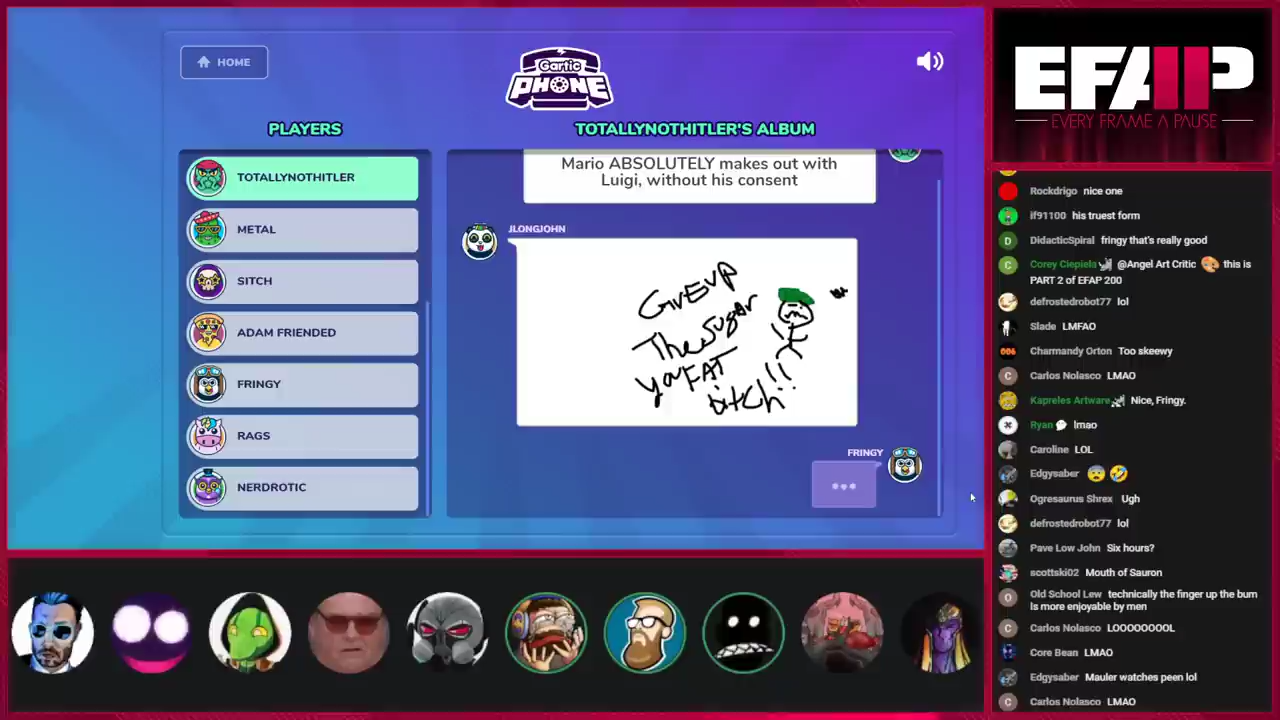 HOME
Gartic
PHONE
PLAYERS
TOTALLYNOTHITLER
METAL
SITCH
ADAM FRIENDED
FRINGY
RAGS
NERDROTIC
TOTALLYNOTHITLER'S ALBUM
Mario ABSOLUTELY makes out with
Luigi, without his consent
JLONGJOHN
GivE up
The Sugar
you FAT
bitch!!
FRINGY
EFAP
EVERY FRAME A PAUSE
Rockdrigo nice one
if91100 his truest form
DidacticSpiral fringy that's really good
Corey Ciepiela @Angel Art Critic this is
PART 2 of EFAP 200
defrostedrobot77 lol
Slade LMFAO
Charmandy Orton Too skeewy
Carlos Nolasco LMAO
Kapreles Artware Nice, Fringy.
Ryan lmao
Caroline LOL
Edgysaber
Ogresaurus Shrex Ugh
defrostedrobot77 lol
Pave Low John Six hours?
scottski02 Mouth of Sauron
Old School Lew technically the finger up the bum
is more enjoyable by men
Carlos Nolasco LOOOOOOOL
Core Bean LMAO
Edgysaber Mauler watches peen lol
Carlos Nolasco LMAO